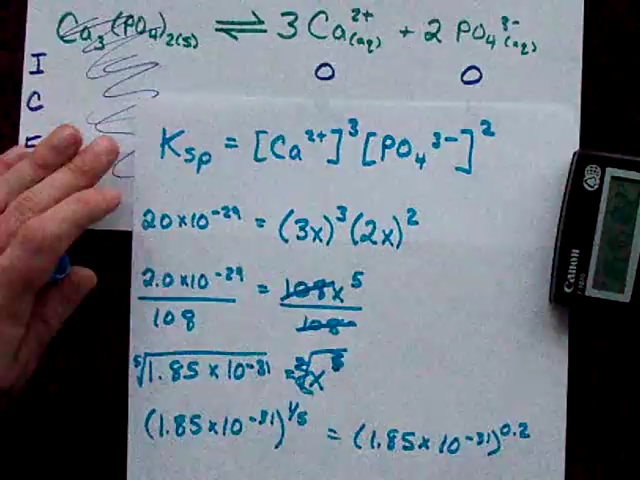 Ca₃(PO₄)₂(s) ⇌ 3 Ca²⁺(aq) + 2 PO₄³⁻(aq)
I 0 0
C
E
Ksp = [Ca²⁺]³[PO₄³⁻]²
2.0×10⁻²⁹ = (3x)³(2x)²
2.0×10⁻²⁹ / 108 = 108x⁵ / 108
⁵√1.85×10⁻³¹ = ⁵√x⁵
(1.85×10⁻³¹)^1/5 = (1.85×10⁻³¹)^0.2
Canon